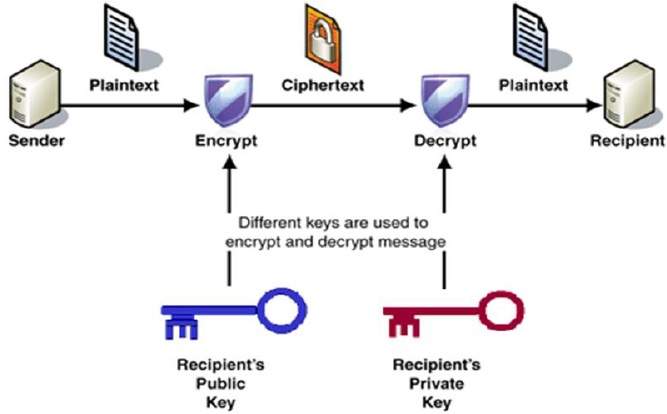 Plaintext
Ciphertext
Plaintext
Sender
Encrypt
Decrypt
Recipient
Different keys are used to
encrypt and decrypt message
Recipient's
Public
Key
Recipient's
Private
Key